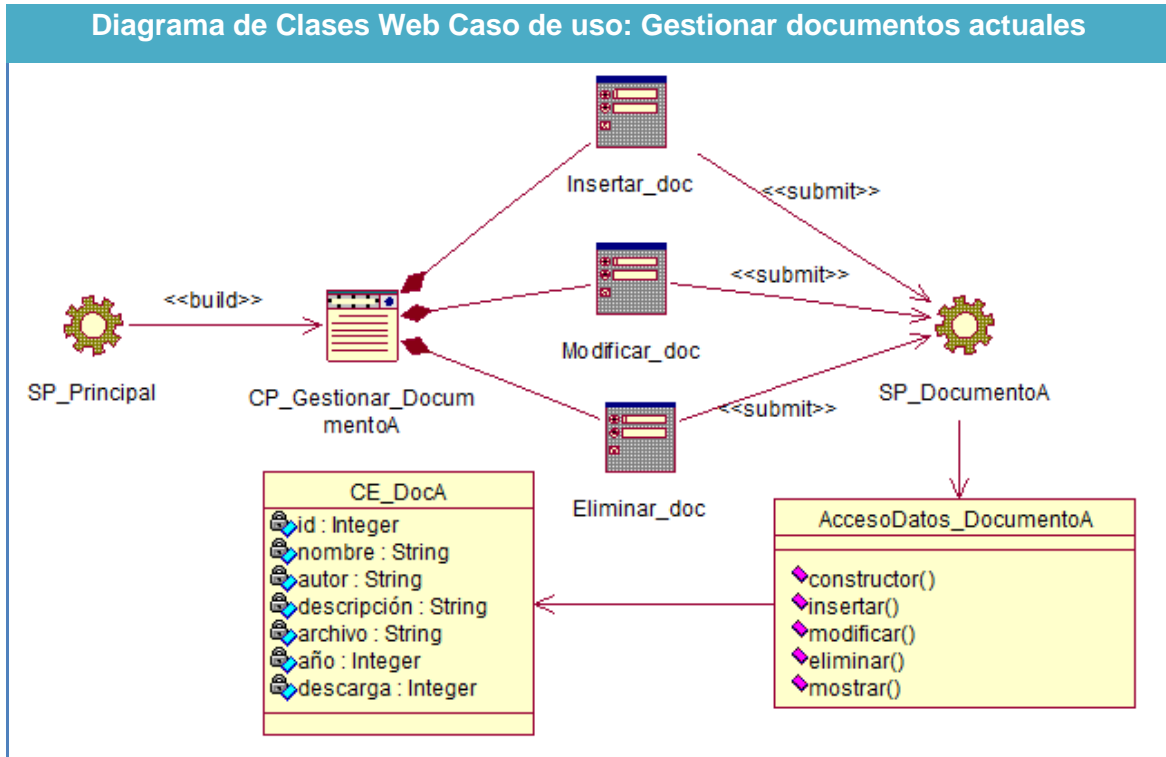 Diagrama de Clases Web Caso de uso: Gestionar documentos actuales
Insertar_doc
<<submit>>
<<build>>
<<submit>>
Modificar_doc
SP_Principal
CP_Gestionar_Docum
mentoA
SP_DocumentoA
<<submit>>
Eliminar_doc
CE_DocA
id : Integer
nombre : String
autor : String
descripción : String
archivo : String
año : Integer
descarga : Integer
AccesoDatos_DocumentoA
constructor()
insertar()
modificar()
eliminar()
mostrar()